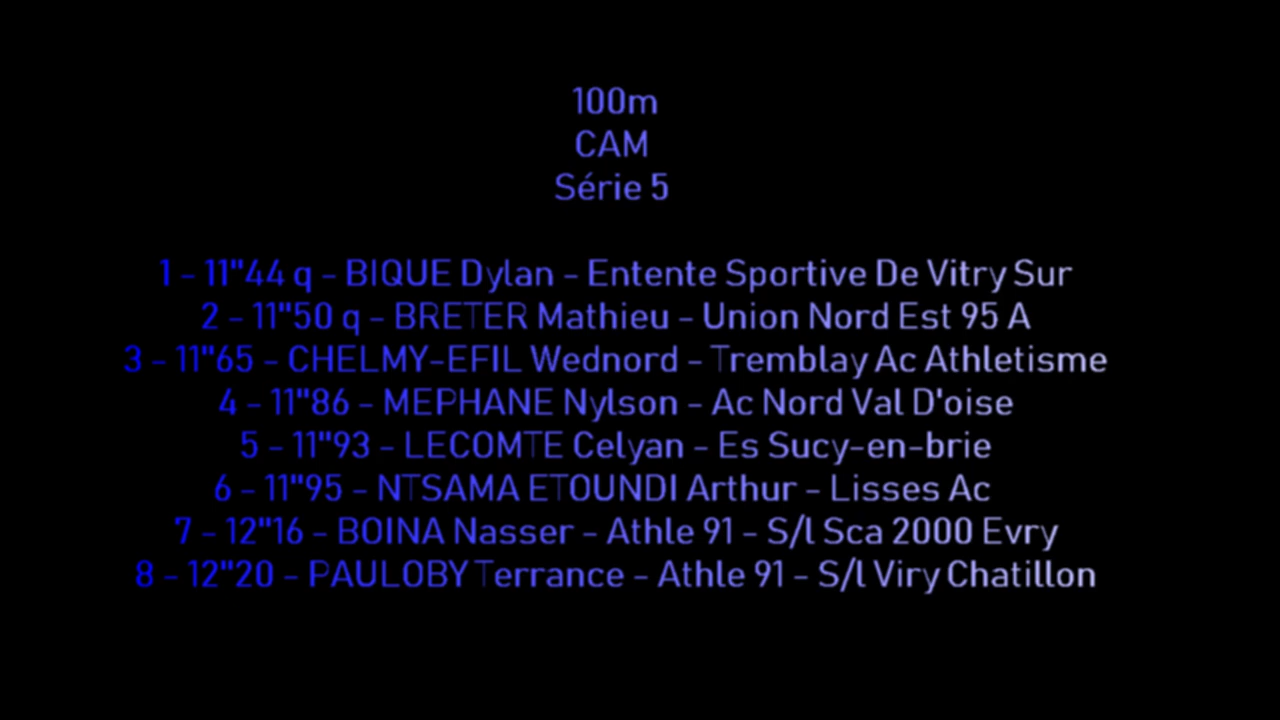 100m
CAM
Série 5
1 - 11"44 q - BIQUE Dylan - Entente Sportive De Vitry Sur
2 - 11"50 q - BRETER Mathieu - Union Nord Est 95 A
3 - 11"65 - CHELMY-EFIL Wednord - Tremblay Ac Athletisme
4 - 11"86 - MEPHANE Nylson - Ac Nord Val D'oise
5 - 11"93 - LECOMTE Celyan - Es Sucy-en-brie
6 - 11"95 - NTSAMA ETOUNDI Arthur - Lisses Ac
7 - 12"16 - BOINA Nasser - Athle 91 - S/l Sca 2000 Evry
8 - 12"20 - PAULOBY Terrance - Athle 91 - S/l Viry Chatillon